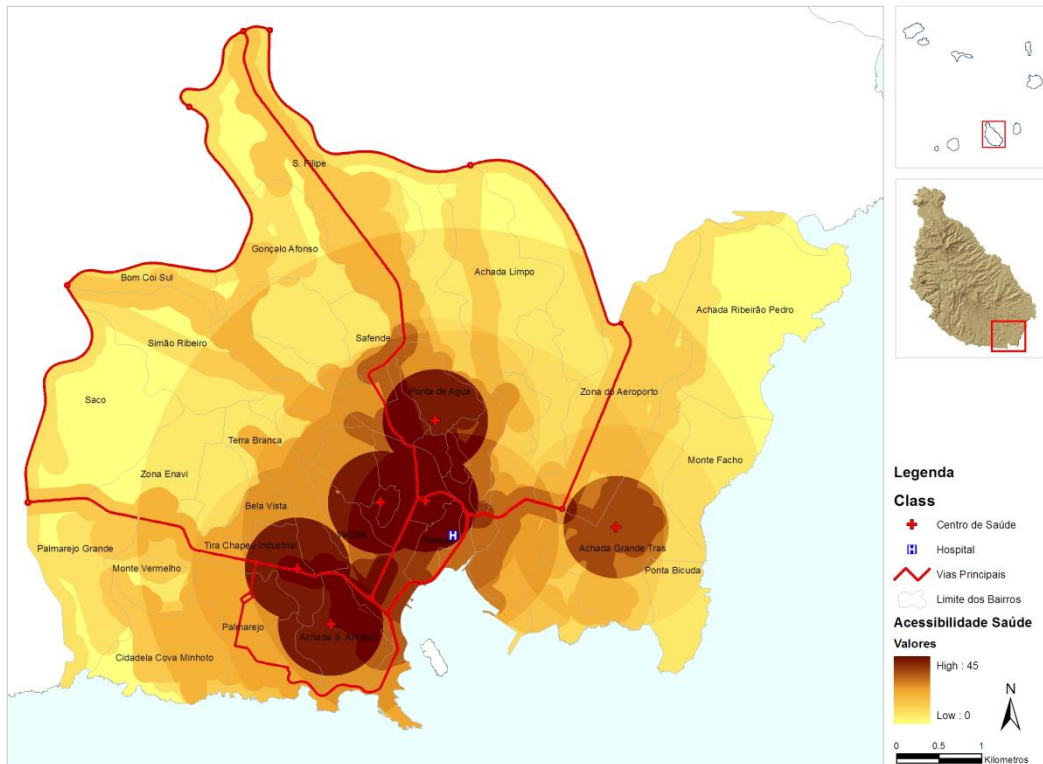 S. Filipe
Gonçalo Afonso
Bom Coi Sul
Achada Limpo
Achada Ribeirão Pedro
Safende
Simão Ribeiro
Saco
Ponta de Agua
Zona do Aeroporto
Terra Branca
Monte Facho
Zona Enavi
Bela Vista
Tira Chapeu Industrial
H
Palmarejo Grande
Achada Grande Tras
Monte Vermelho
Ponta Bicuda
Palmarejo
Achada S. Antonio
Cidadela Cova Minhoto
Legenda
Class
Centro de Saúde
H Hospital
Vias Principais
Limite dos Bairros
Acessibilidade Saúde
Valores
High : 45
Low : 0
N
0 0.5 1
Kilometros